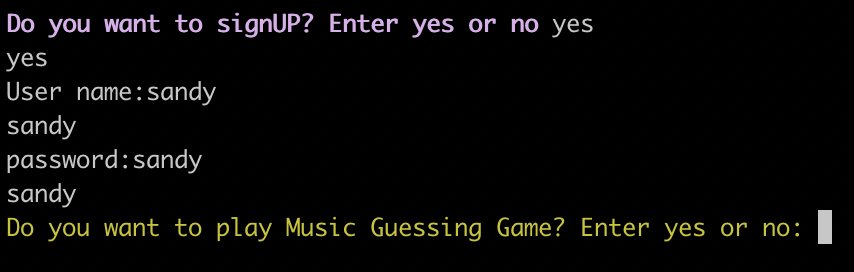 Do you want to signUP? Enter yes or no yes
yes
User name:sandy
sandy
password:sandy
sandy
Do you want to play Music Guessing Game? Enter yes or no: